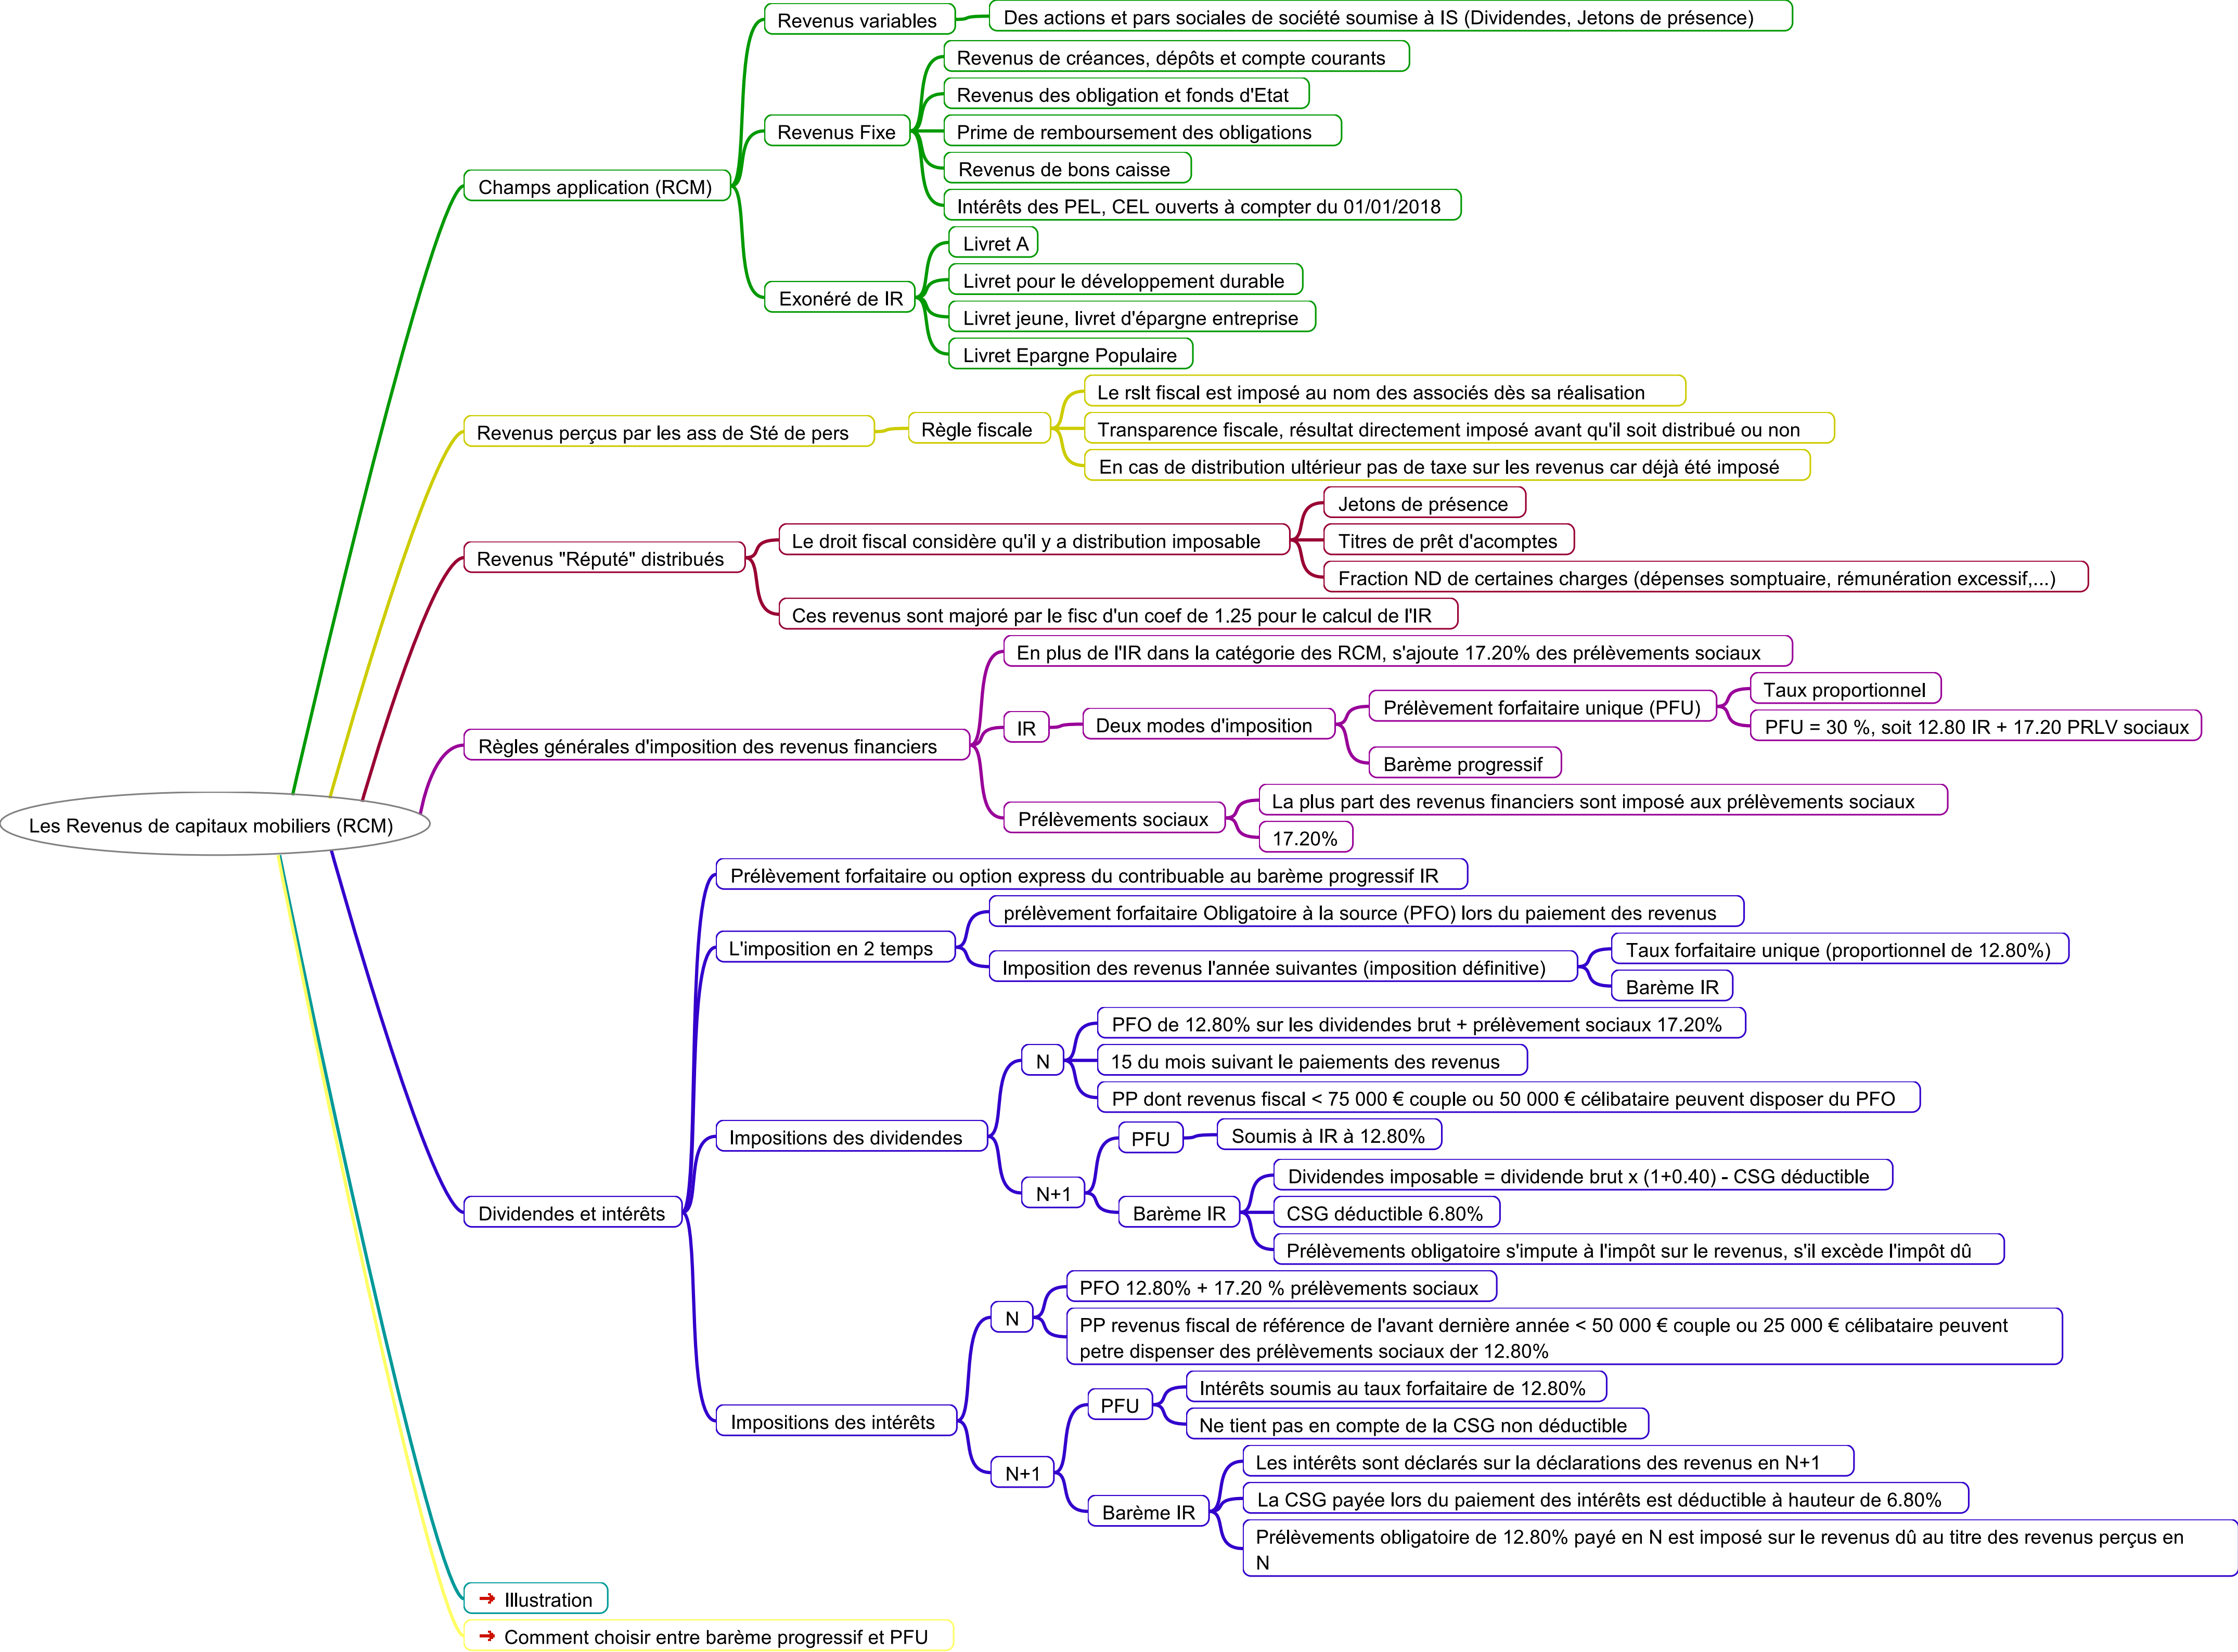 Les Revenus de capitaux mobiliers (RCM)
Champs application (RCM)
Revenus variables
Des actions et pars sociales de société soumise à IS (Dividendes, Jetons de présence)
Revenus Fixe
Revenus de créances, dépôts et compte courants
Revenus des obligation et fonds d'Etat
Prime de remboursement des obligations
Revenus de bons caisse
Intérêts des PEL, CEL ouverts à compter du 01/01/2018
Exonéré de IR
Livret A
Livret pour le développement durable
Livret jeune, livret d'épargne entreprise
Livret Epargne Populaire
Revenus perçus par les ass de Sté de pers
Règle fiscale
Le rslt fiscal est imposé au nom des associés dès sa réalisation
Transparence fiscale, résultat directement imposé avant qu'il soit distribué ou non
En cas de distribution ultérieur pas de taxe sur les revenus car déjà été imposé
Revenus "Réputé" distribués
Le droit fiscal considère qu'il y a distribution imposable
Jetons de présence
Titres de prêt d'acomptes
Fraction ND de certaines charges (dépenses somptuaire, rémunération excessif,...)
Ces revenus sont majoré par le fisc d'un coef de 1.25 pour le calcul de l'IR
Règles générales d'imposition des revenus financiers
En plus de l'IR dans la catégorie des RCM, s'ajoute 17.20% des prélèvements sociaux
IR
Deux modes d'imposition
Prélèvement forfaitaire unique (PFU)
Taux proportionnel
PFU = 30 %, soit 12.80 IR + 17.20 PRLV sociaux
Barème progressif
Prélèvements sociaux
La plus part des revenus financiers sont imposé aux prélèvements sociaux
17.20%
Dividendes et intérêts
Prélèvement forfaitaire ou option express du contribuable au barème progressif IR
L'imposition en 2 temps
prélèvement forfaitaire Obligatoire à la source (PFO) lors du paiement des revenus
Imposition des revenus l'année suivantes (imposition définitive)
Taux forfaitaire unique (proportionnel de 12.80%)
Barème IR
Impositions des dividendes
N
PFO de 12.80% sur les dividendes brut + prélèvement sociaux 17.20%
15 du mois suivant le paiements des revenus
PP dont revenus fiscal < 75 000 € couple ou 50 000 € célibataire peuvent disposer du PFO
N+1
PFU
Soumis à IR à 12.80%
Barème IR
Dividendes imposable = dividende brut x (1+0.40) - CSG déductible
CSG déductible 6.80%
Prélèvements obligatoire s'impute à l'impôt sur le revenus, s'il excède l'impôt dû
Impositions des intérêts
N
PFO 12.80% + 17.20 % prélèvements sociaux
PP revenus fiscal de référence de l'avant dernière année < 50 000 € couple ou 25 000 € célibataire peuvent
petre dispenser des prélèvements sociaux der 12.80%
N+1
PFU
Intérêts soumis au taux forfaitaire de 12.80%
Ne tient pas en compte de la CSG non déductible
Barème IR
Les intérêts sont déclarés sur la déclarations des revenus en N+1
La CSG payée lors du paiement des intérêts est déductible à hauteur de 6.80%
Prélèvements obligatoire de 12.80% payé en N est imposé sur le revenus dû au titre des revenus perçus en
N
Illustration
Comment choisir entre barème progressif et PFU